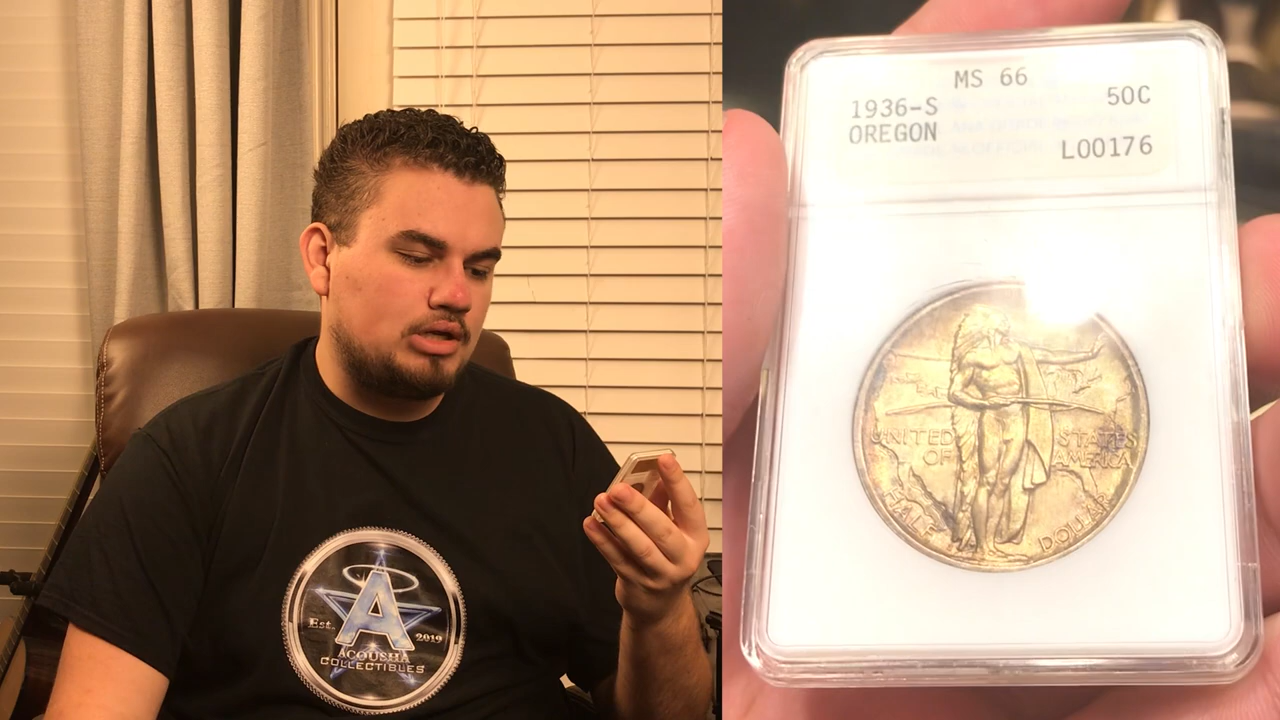 Est. 2019
ACOUSHA
COLLECTIBLES
MS 66
1936-S 50C
OREGON
L00176
UNITED STATES
OF AMERICA
HALF DOLLAR